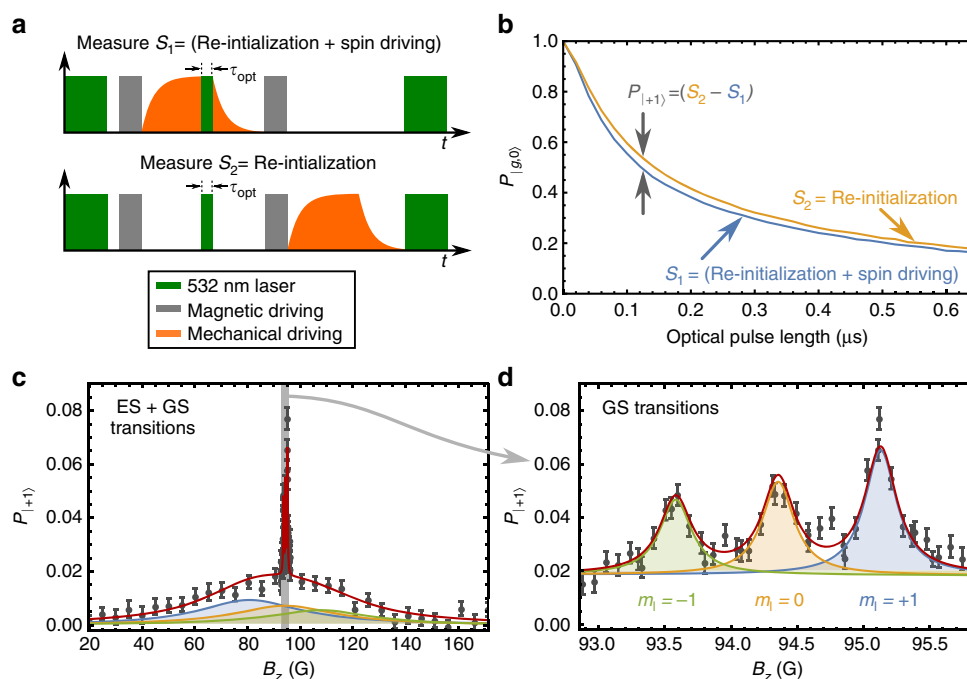 a
Measure S₁= (Re-intialization + spin driving)
τopt
t
Measure S₂= Re-intialization
τopt
t
532 nm laser
Magnetic driving
Mechanical driving
b
1.0
0.8
0.6
0.4
0.2
0.0
P|g,0⟩
P|+1⟩ =(S₂ – S₁)
S₂ = Re-initialization
S₁ = (Re-initialization + spin driving)
0.0 0.1 0.2 0.3 0.4 0.5 0.6
Optical pulse length (μs)
c
ES + GS
transitions
0.08
0.06
0.04
0.02
0.00
P|+1⟩
20 40 60 80 100 120 140 160
Bz (G)
d
GS transitions
0.08
0.06
0.04
0.02
0.00
P|+1⟩
mI = –1 mI = 0 mI = +1
93.0 93.5 94.0 94.5 95.0 95.5
Bz (G)